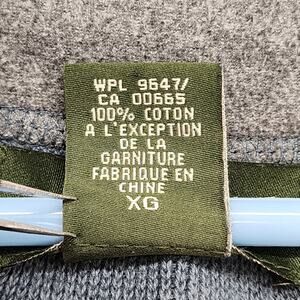 WPL 9647/
CA 00665
100% COTON
A L'EXCEPTION
DE LA
GARNITURE
FABRIQUE EN
CHINE
XG